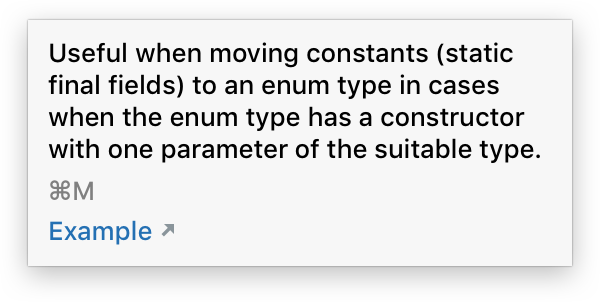 Useful when moving constants (static
final fields) to an enum type in cases
when the enum type has a constructor
with one parameter of the suitable type.
⌘M
Example ↗